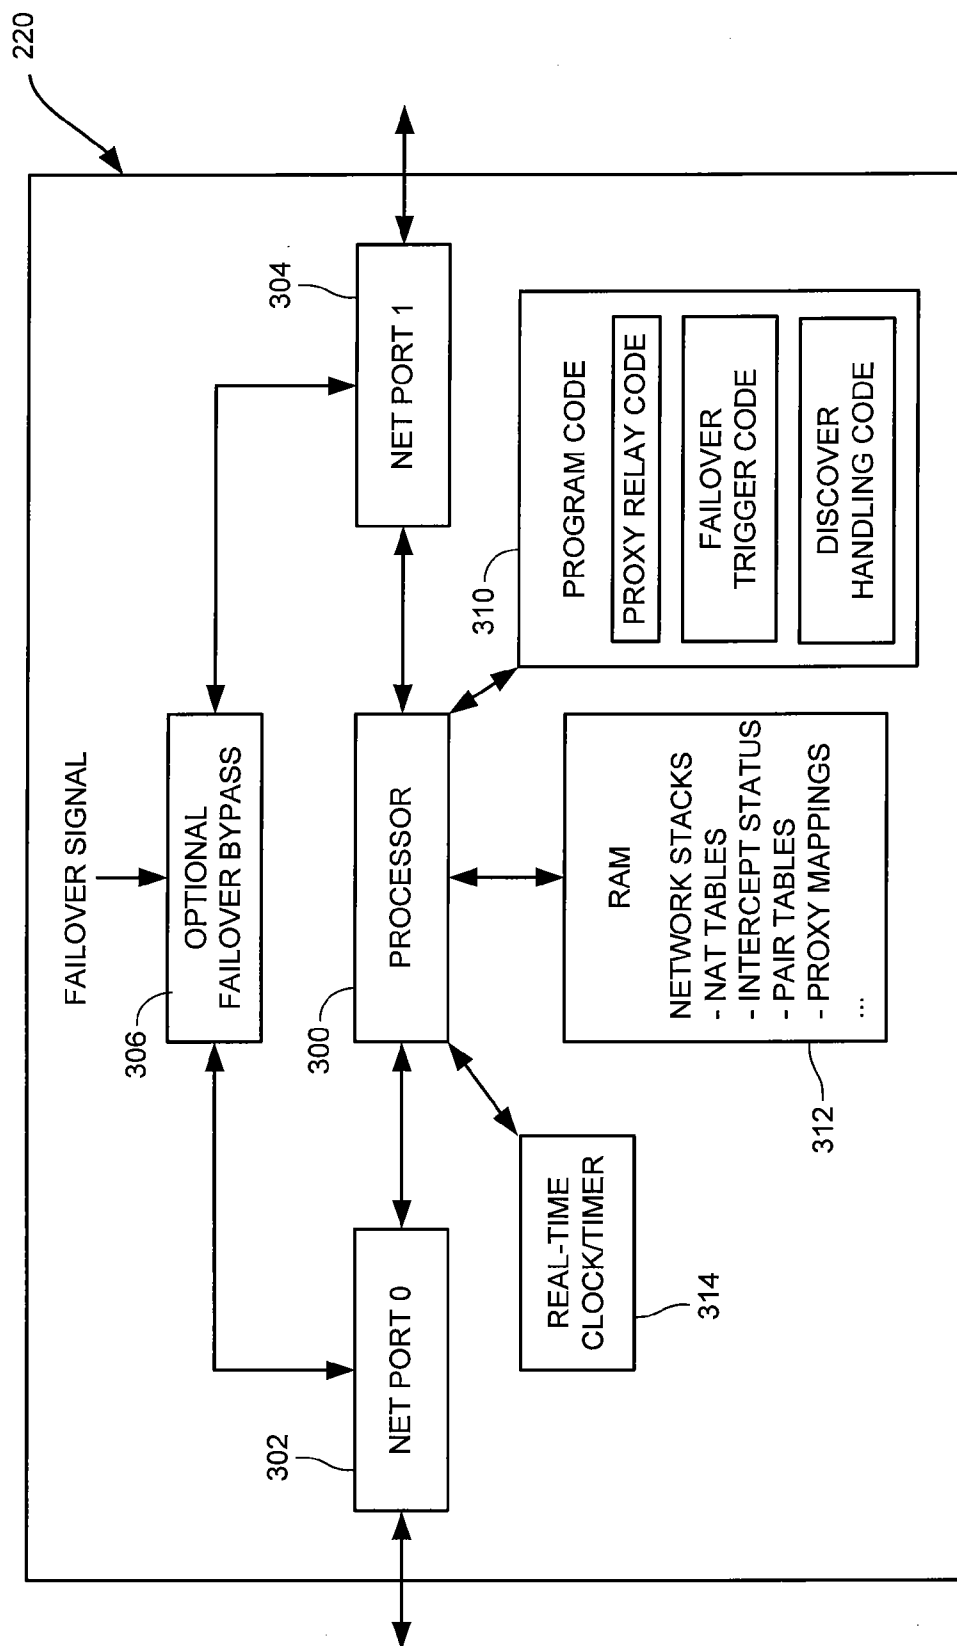 220
FAILOVER SIGNAL
306
OPTIONAL
FAILOVER BYPASS
302
NET PORT 0
300
PROCESSOR
304
NET PORT 1
314
REAL-TIME
CLOCK/TIMER
312
RAM
NETWORK STACKS
- NAT TABLES
- INTERCEPT STATUS
- PAIR TABLES
- PROXY MAPPINGS
...
310
PROGRAM CODE
PROXY RELAY CODE
FAILOVER
TRIGGER CODE
DISCOVER
HANDLING CODE